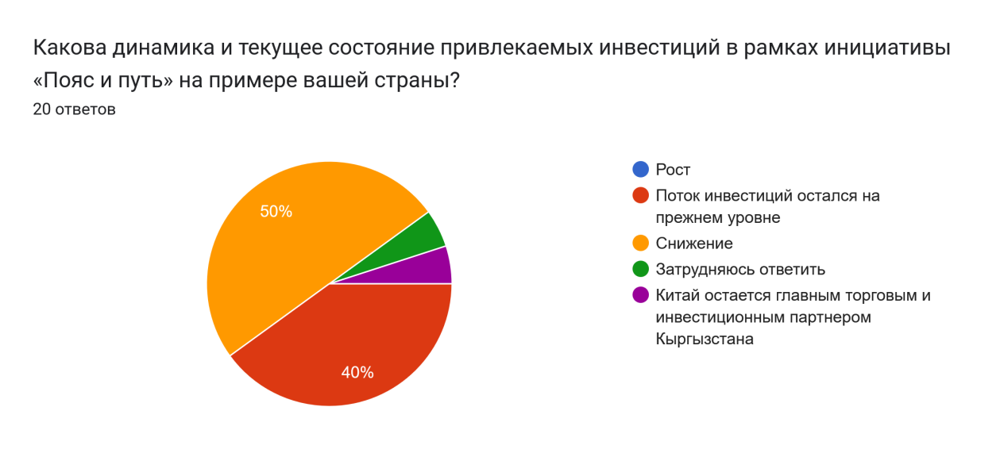 Какова динамика и текущее состояние привлекаемых инвестиций в рамках инициативы
«Пояс и путь» на примере вашей страны?
20 ответов
50%
40%
Рост
Поток инвестиций остался на
прежнем уровне
Снижение
Затрудняюсь ответить
Китай остается главным торговым и
инвестиционным партнером
Кыргызстана